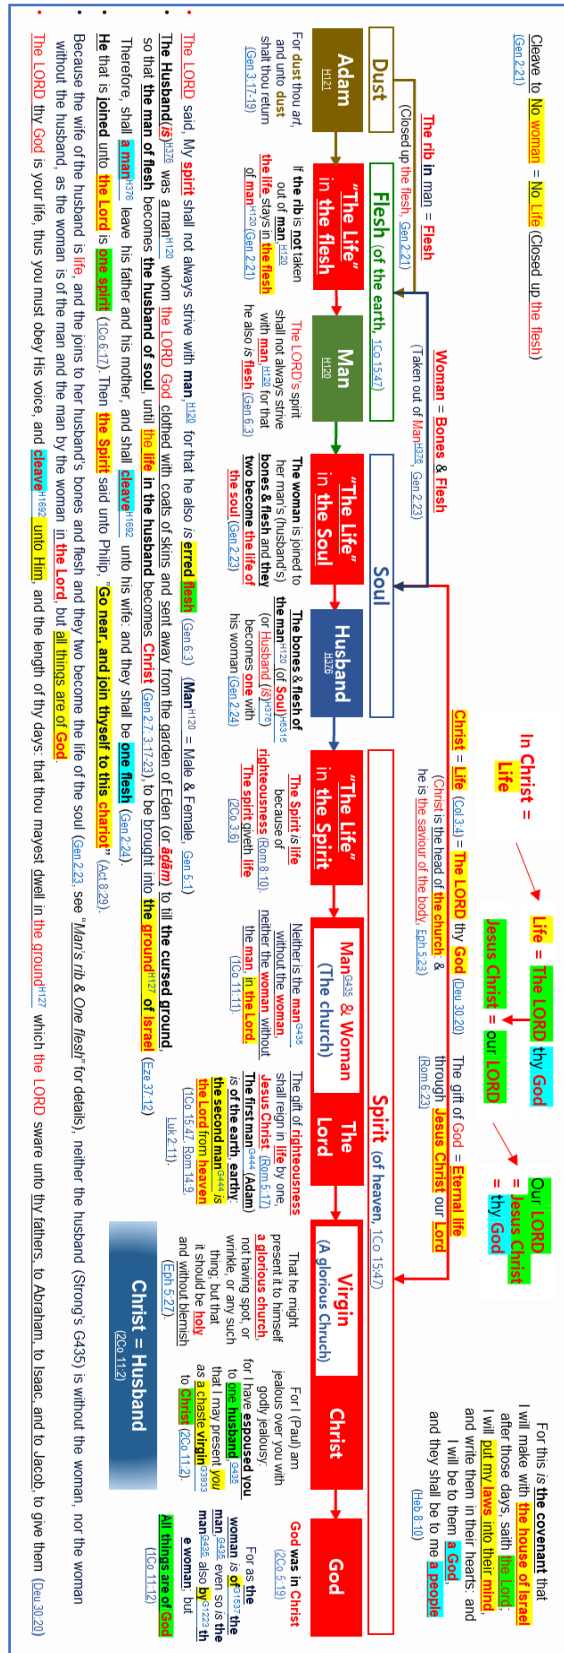 Cleave to No woman = No Life (Closed up the flesh)
(Gen 2:21)
In Christ =
Life
Life = The LORD thy God
Jesus Christ = our LORD
Our LORD
= Jesus Christ
= thy God
For this is the covenant that
I will make with the house of Israel
after those days, saith the Lord;
I will put my laws into their mind,
and write them in their hearts: and
I will be to them a God,
and they shall be to me a people
(Heb 8:10)
The rib in man = Flesh
(Closed up the flesh, Gen 2:21)
Woman = Bones & Flesh
(Taken out of Man H376, Gen 2:23)
Christ = Life (Col 3:4) = The LORD thy God (Deu 30:20)
(Christ is the head of the church: &
he is the saviour of the body, Eph 5:23)
The gift of God = Eternal life
through Jesus Christ our Lord
(Rom 6:23)
Dust
Flesh (of the earth, 1Co 15:47)
Soul
Spirit (of heaven, 1Co 15:47)
Adam
H121
"The Life"
in the flesh
Man
H120
"The Life"
in the Soul
Husband
H376
"The Life"
in the Spirit
Man G435 & Woman
(The church)
The
Lord
Virgin
(A glorious Chruch)
Christ
God
For dust thou art,
and unto dust
shalt thou return
(Gen 3:17-19)
If the rib is not taken
out of man, H120
the life stays in the flesh
of man H120 (Gen 2:21)
The LORD's spirit
shall not always strive
with man, H120 for that
he also is flesh (Gen 6:3)
The woman is joined to
her man's (husband's)
bones & flesh and they
two become the life of
the soul (Gen 2:23)
The bones & flesh of
the man H120 (of Soul) H5315
(or Husband (iš) H376)
becomes one with
his woman (Gen 2:24)
The Spirit is life
because of
righteousness (Rom 8:10).
The spirit giveth life
(2Co 3:6)
Neither is the man G435
without the woman,
neither the woman without
the man, in the Lord.
(1Co 11:11).
The gift of righteousness
shall reign in life by one,
Jesus Christ. (Rom 5:17)
The first man G444 (Adam)
is of the earth, earthy:
the second man G444 is
the Lord from heaven
(1Co 15:47, Rom 14:9,
Luk 2:11).
That he might
present it to himself
a glorious church,
not having spot, or
wrinkle, or any such
thing; but that
it should be holy
and without blemish
(Eph 5:27).
For I (Paul) am
jealous over you with
godly jealousy:
for I have espoused you
to one husband, G435
that I may present you
as a chaste virgin G3933
to Christ (2Co 11:2)
God was in Christ
(2Co 5:19)
For as the
woman is of G1537 the
man, G435 even so is the
man G435 also by G1223 th
e woman; but
All things are of God
(1Co 11:12)
Christ = Husband
(2Co 11:2)
• The LORD said, My spirit shall not always strive with man, H120 for that he also is erred flesh (Gen 6:3) (Man H120 = Male & Female, Gen 5:1)
• The Husband (iš) H376 was a man H120 whom the LORD God clothed with coats of skins and sent away from the garden of Eden (or ādām) to till the cursed ground,
so that the man of flesh becomes the husband of soul, until the life in the husband becomes Christ (Gen 2:7, 3:17-23), to be brought into the ground H127 of Israel (Eze 37:12)
Therefore, shall a man H376 leave his father and his mother, and shall cleave H1692 unto his wife: and they shall be one flesh (Gen 2:24).
• He that is joined unto the Lord is one spirit (1Co 6:17). Then the Spirit said unto Philip, "Go near, and join thyself to this chariot" (Act 8:29).
• Because the wife of the husband is life, and the joins to her husband's bones and flesh and they two become the life of the soul (Gen 2:23, see "Man's rib & One flesh" for details), neither the husband (Strong's G435) is without the woman, nor the woman
without the husband, as the woman is of the man and the man by the woman in the Lord, but all things are of God.
• The LORD thy God is your life, thus you must obey His voice, and cleave H1692 unto Him, and the length of thy days: that thou mayest dwell in the ground H127 which the LORD sware unto thy fathers, to Abraham, to Isaac, and to Jacob, to give them (Deu 30:20)